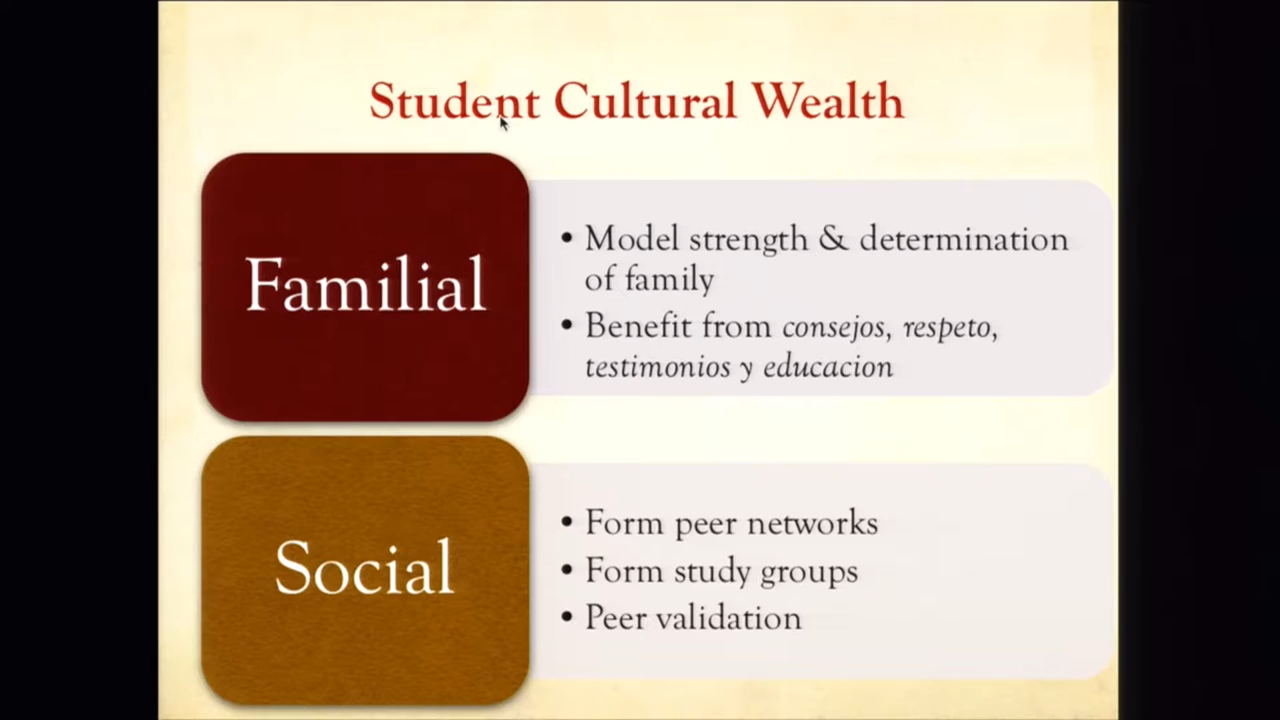 Student Cultural Wealth
Familial
• Model strength & determination
of family
• Benefit from consejos, respeto,
testimonios y educacion
Social
• Form peer networks
• Form study groups
• Peer validation